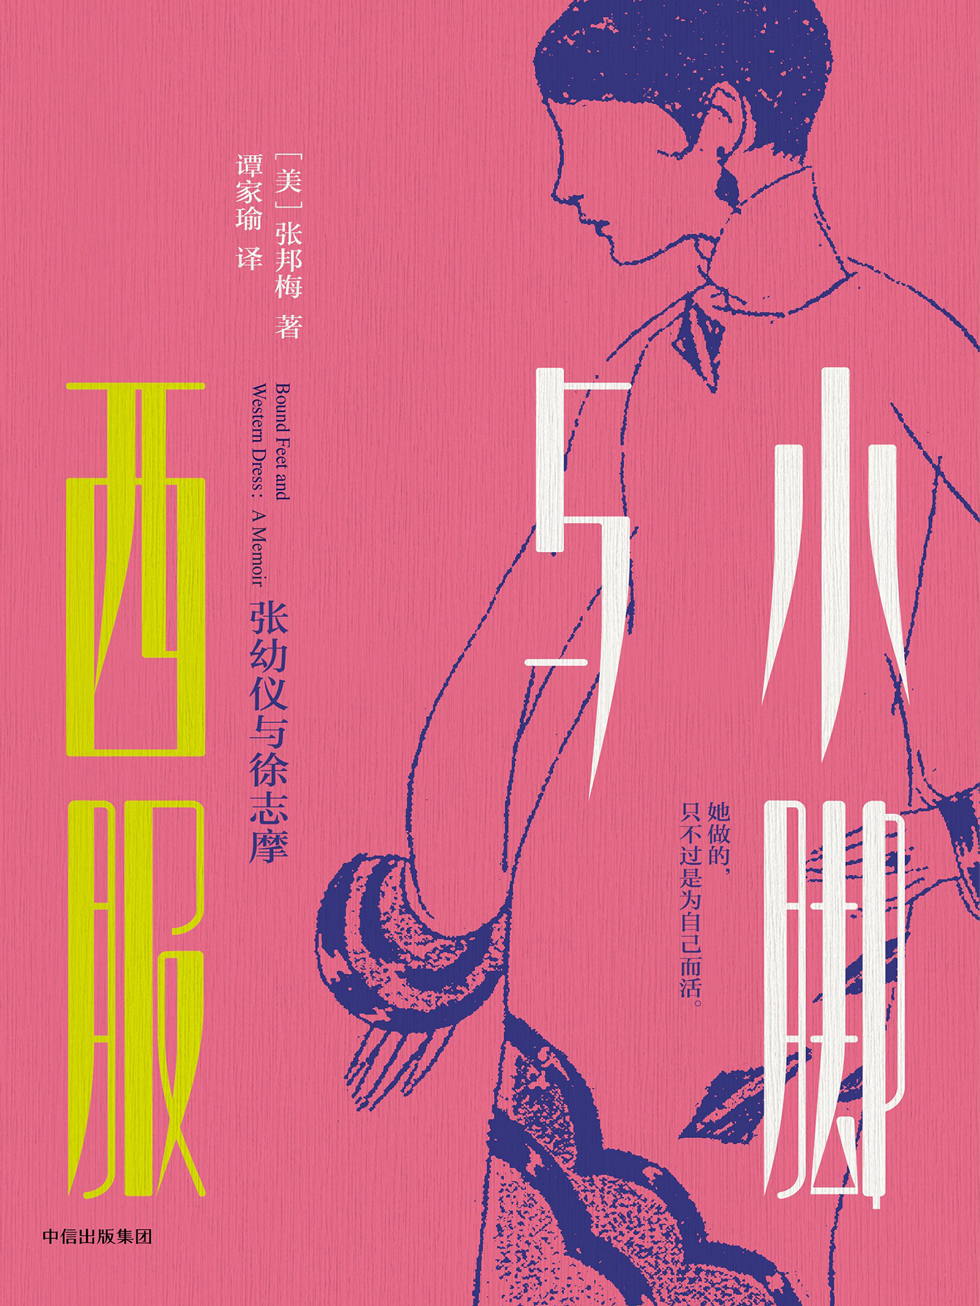 小脚
与
西服
[美] 张邦梅 著
谭家瑜 译
Bound Feet and
Western Dress: A Memoir
张幼仪与徐志摩
她做的，
只不过是为自己而活。
中信出版集团